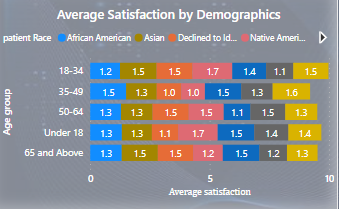 Average Satisfaction by Demographics
patient Race African American Asian Declined to Id... Native Ameri...
Age group
18-34 1.2 1.5 1.5 1.7 1.4 1.1 1.5
35-49 1.5 1.3 1.0 1.0 1.5 1.3 1.6
50-64 1.3 1.3 1.5 1.5 1.1 1.5 1.3
Under 18 1.3 1.3 1.1 1.7 1.5 1.4 1.4
65 and Above 1.3 1.5 1.5 1.2 1.5 1.2 1.3
0 5 10
Average satisfaction